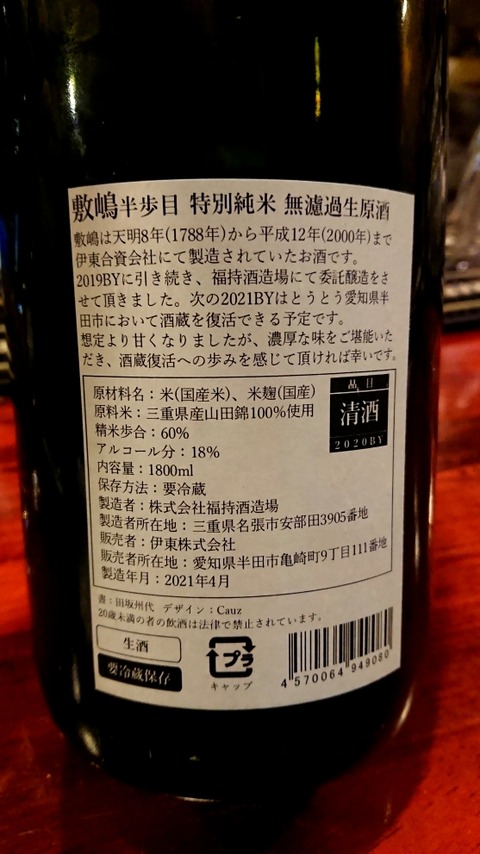 敷嶋半歩目 特別純米 無濾過生原酒
敷嶋は天明8年(1788年)から平成12年(2000年)まで
伊東合資会社にて製造されていたお酒です。
2019BYに引き続き、福持酒造場にて委託醸造をさ
せて頂きました。次の2021BYはとうとう愛知県半
田市において酒蔵を復活できる予定です。
想定より甘くなりましたが、濃厚な味をご堪能いた
だき、酒蔵復活への歩みを感じて頂ければ幸いです。
原材料名:米(国産米)、米麹(国産)
原料米:三重県産山田錦100%使用
精米歩合:60%
アルコール分:18%
内容量:1800ml
保存方法:要冷蔵
製造者:株式会社福持酒造場
製造者所在地:三重県名張市安部田3905番地
販売者:伊東株式会社
販売者所在地:愛知県半田市亀崎町9丁目111番地
製造年月:2021年4月
品目
清酒
2020BY
書:田坂州代 デザイン:Cauz
20歳未満の者の飲酒は法律で禁止されています。
生酒
要冷蔵保存
プラ
キャップ
4 570064 949080